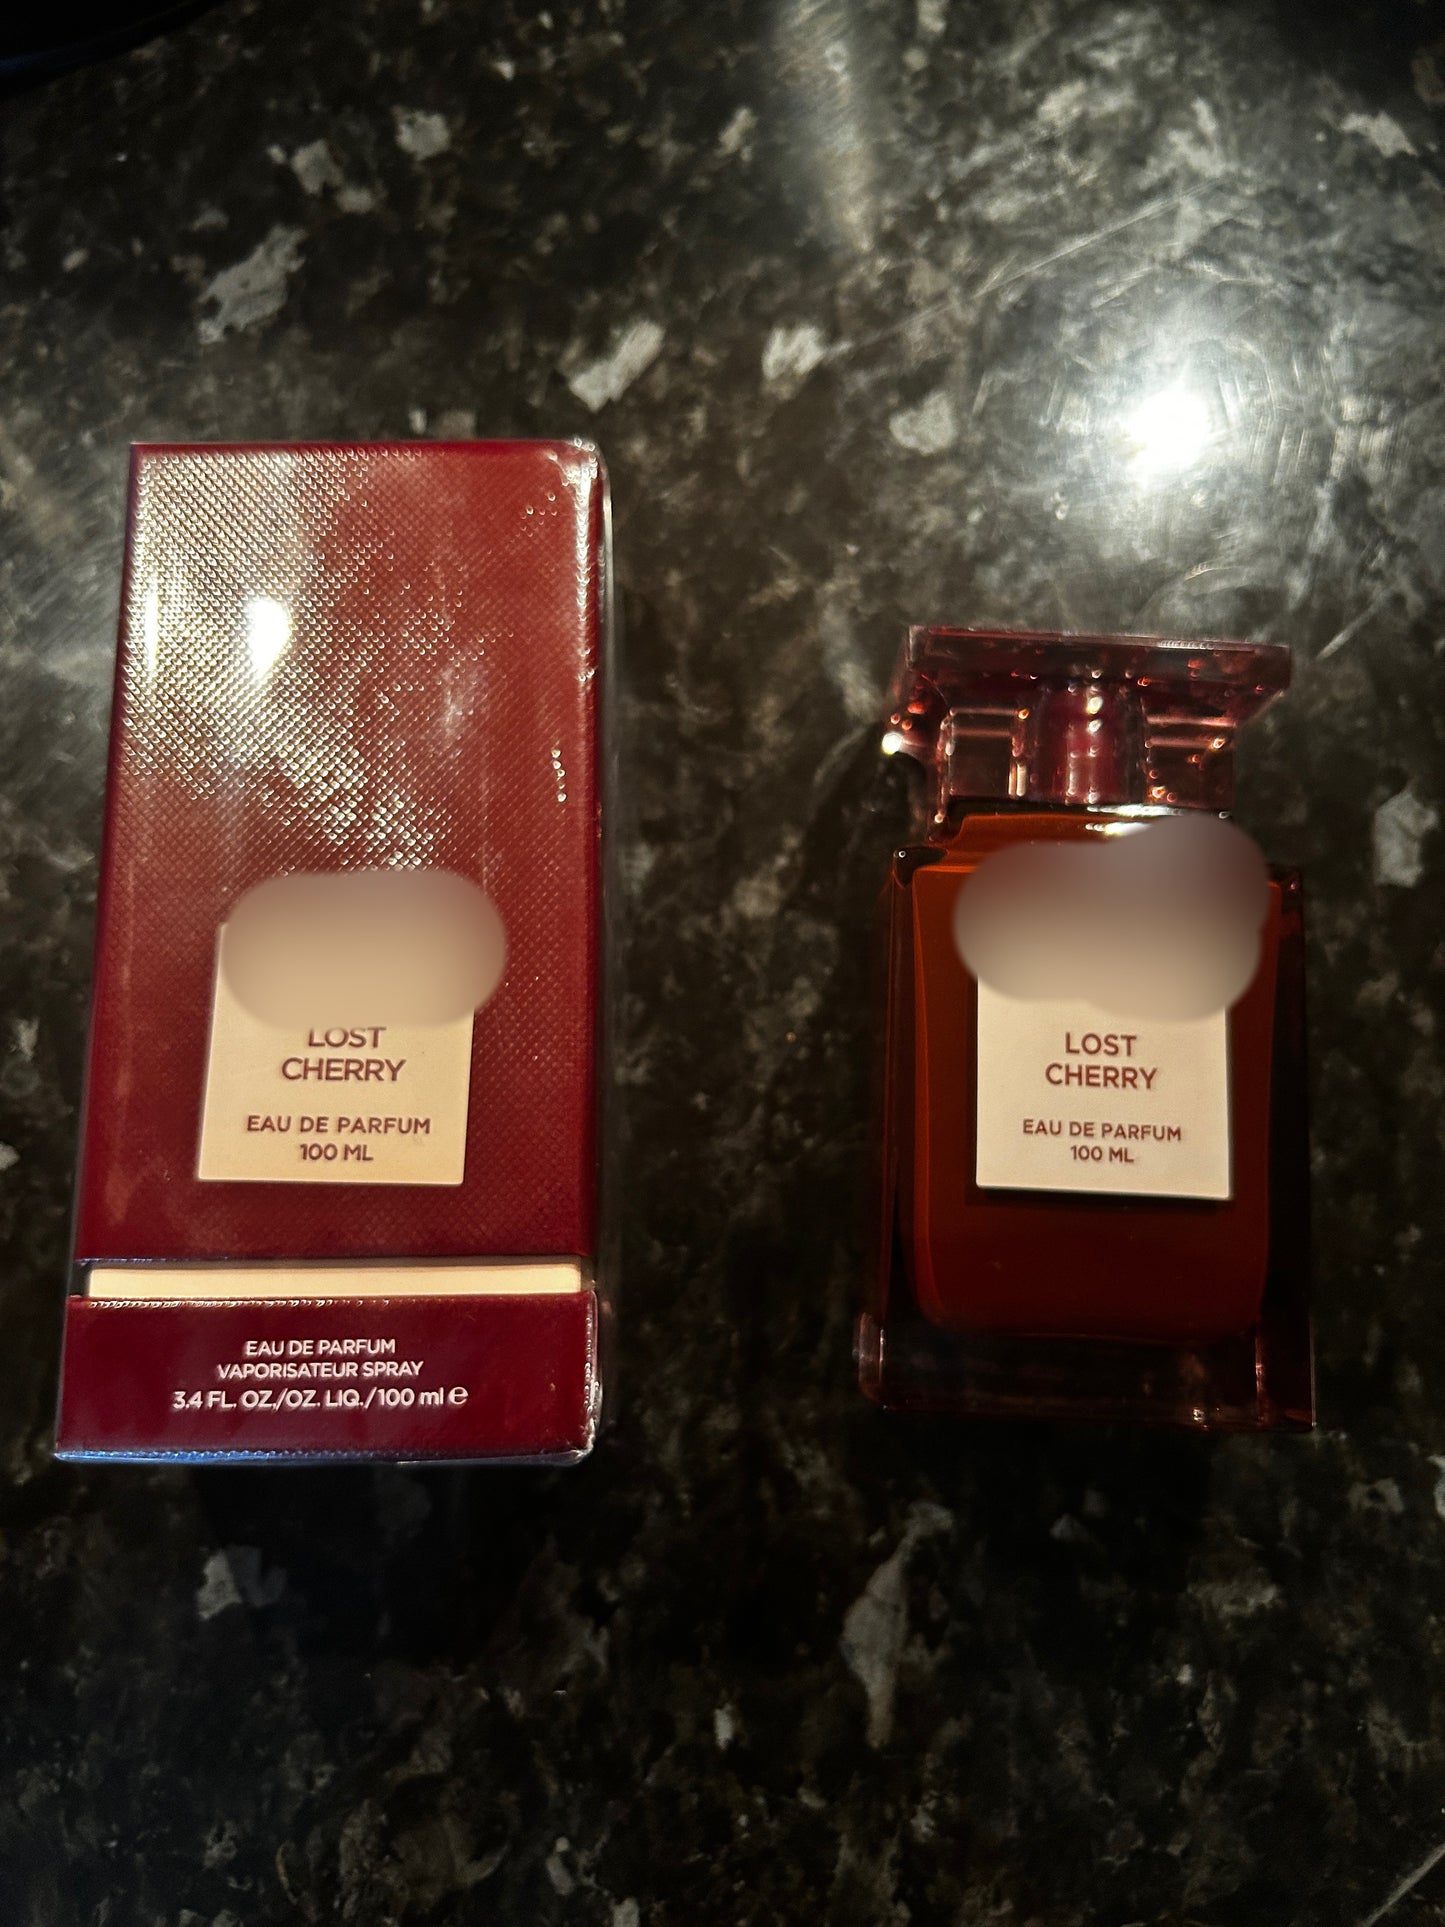 LOST
CHERRY
EAU DE PARFUM
100 ML
EAU DE PARFUM
VAPORISATEUR SPRAY
3.4 FL. OZ./OZ. LIQ./100 ml e
LOST
CHERRY
EAU DE PARFUM
100 ML